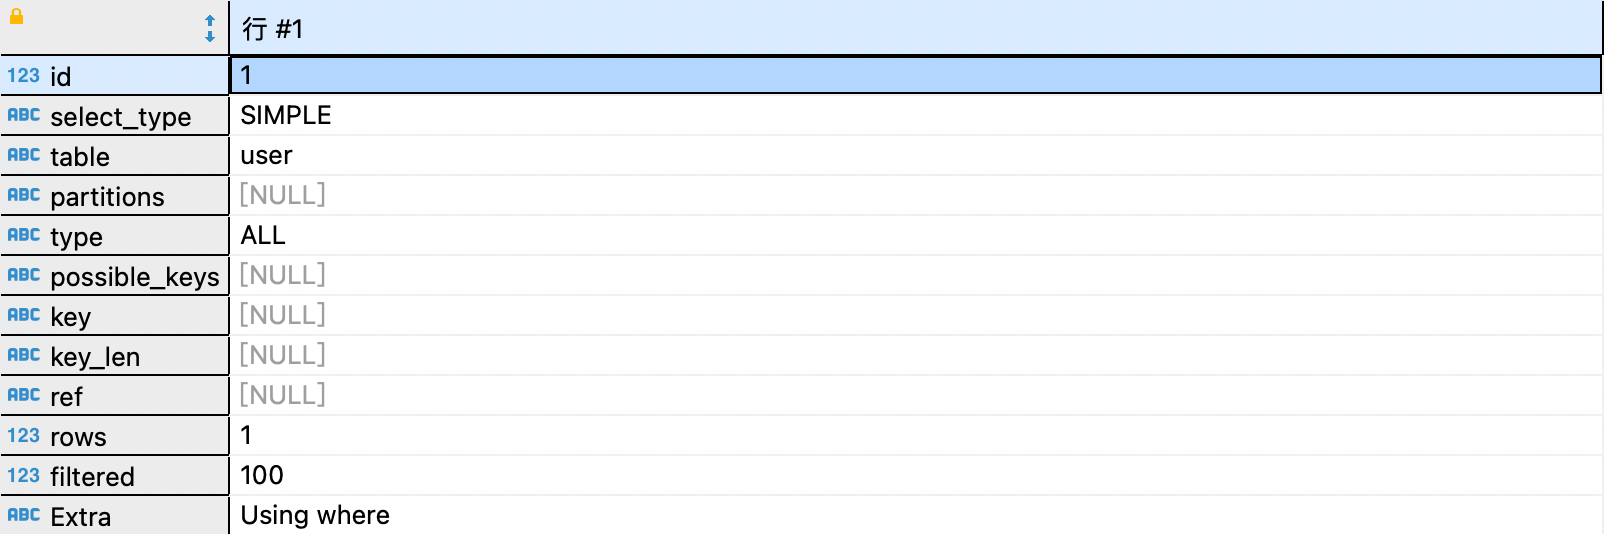 行 #1
123 id 1
ABC select_type SIMPLE
ABC table user
ABC partitions [NULL]
ABC type ALL
ABC possible_keys [NULL]
ABC key [NULL]
ABC key_len [NULL]
ABC ref [NULL]
123 rows 1
123 filtered 100
ABC Extra Using where